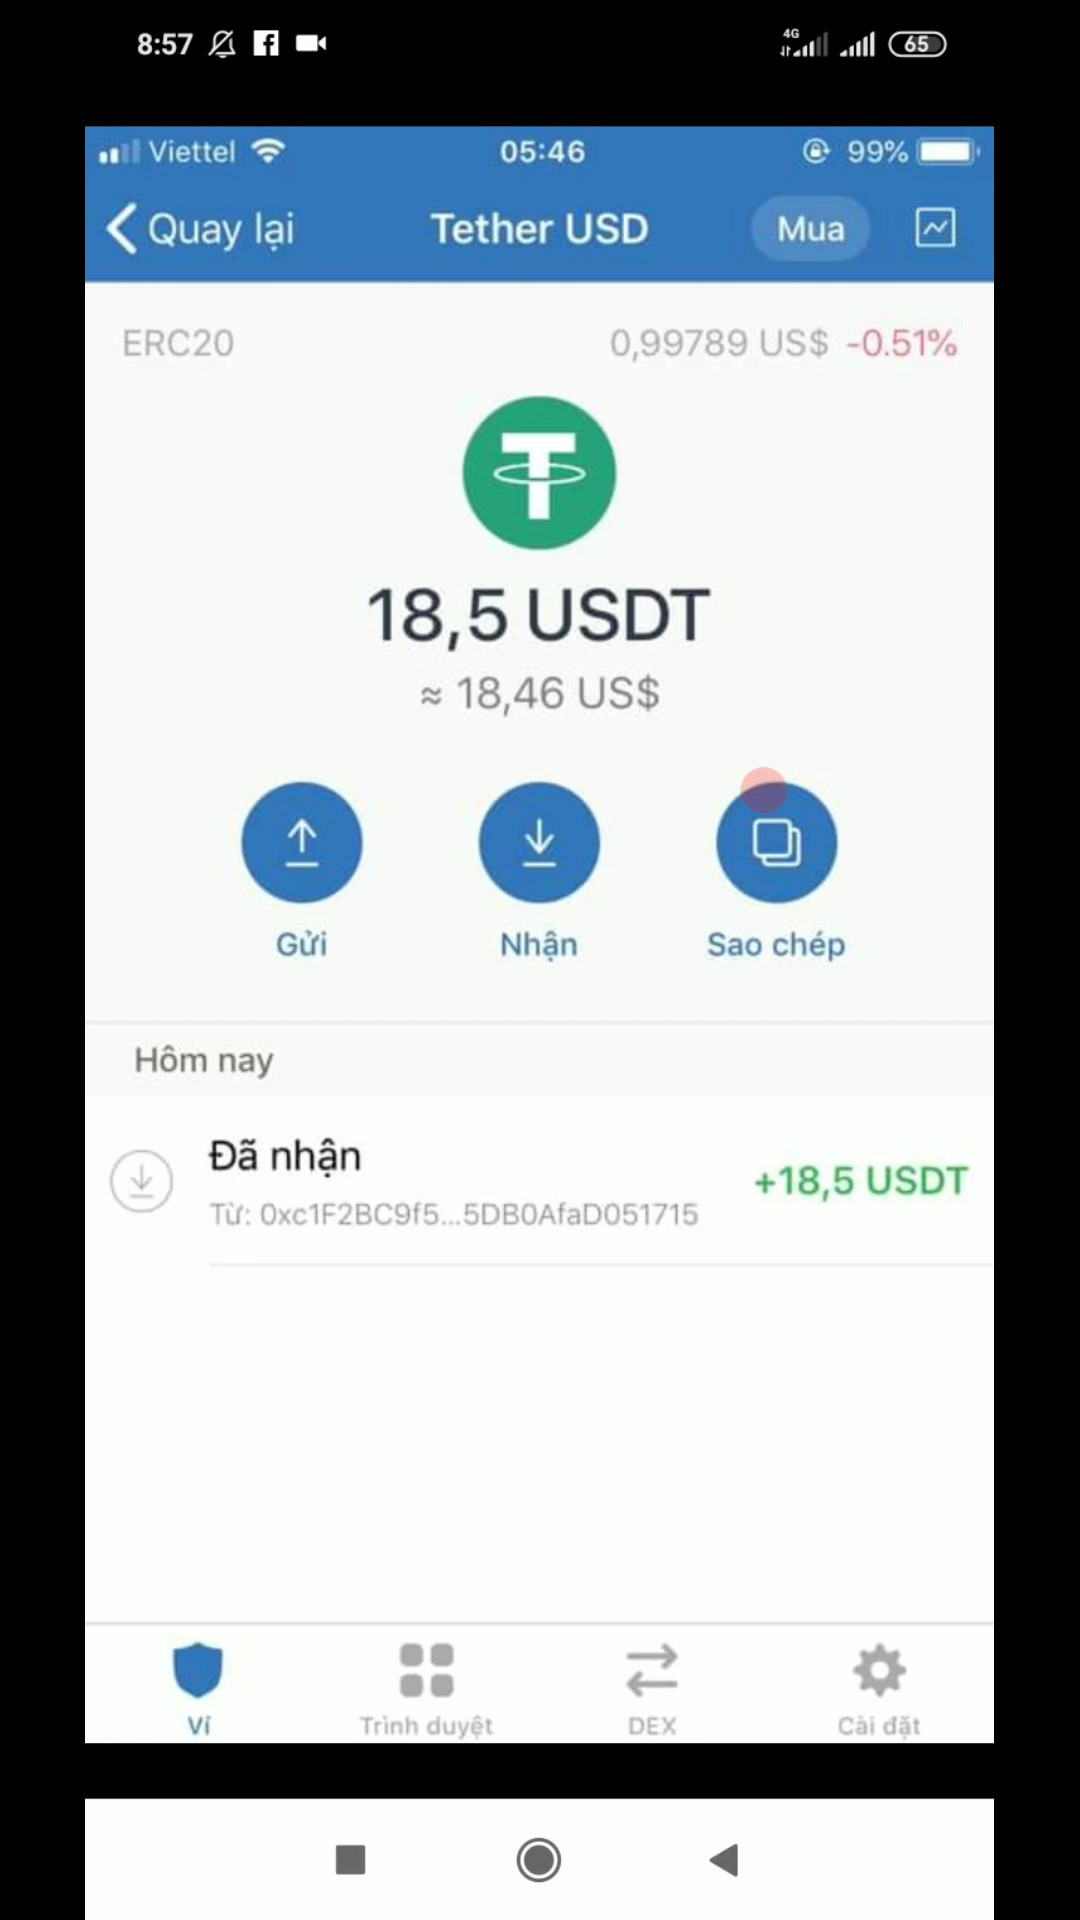 8:57
4G
65
Viettel
05:46
99%
Quay lại
Tether USD
Mua
ERC20
0,99789 US$ -0.51%
18,5 USDT
≈ 18,46 US$
Gửi
Nhận
Sao chép
Hôm nay
Đã nhận
+18,5 USDT
Từ: 0xc1F2BC9f5...5DB0AfaD051715
Ví
Trình duyệt
DEX
Cài đặt